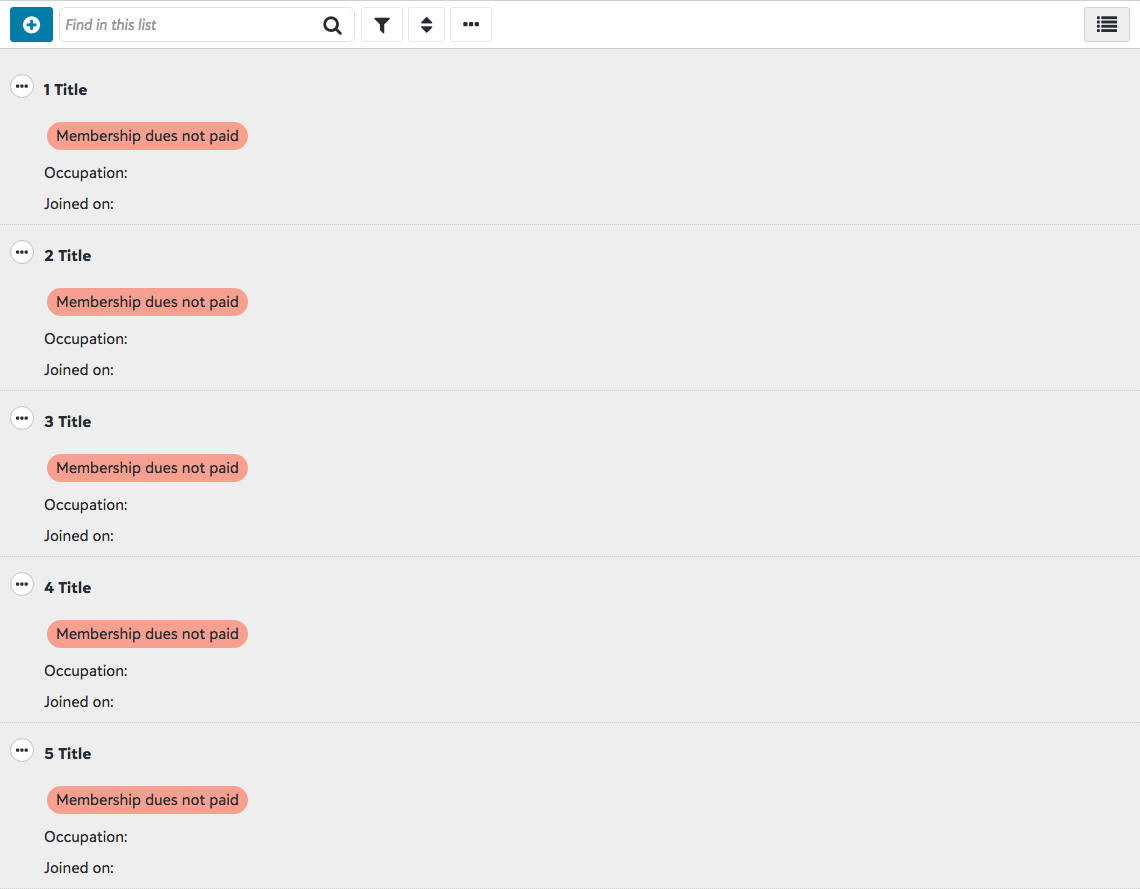 Find in this list
1 Title
Membership dues not paid
Occupation:
Joined on:
2 Title
Membership dues not paid
Occupation:
Joined on:
3 Title
Membership dues not paid
Occupation:
Joined on:
4 Title
Membership dues not paid
Occupation:
Joined on:
5 Title
Membership dues not paid
Occupation:
Joined on: